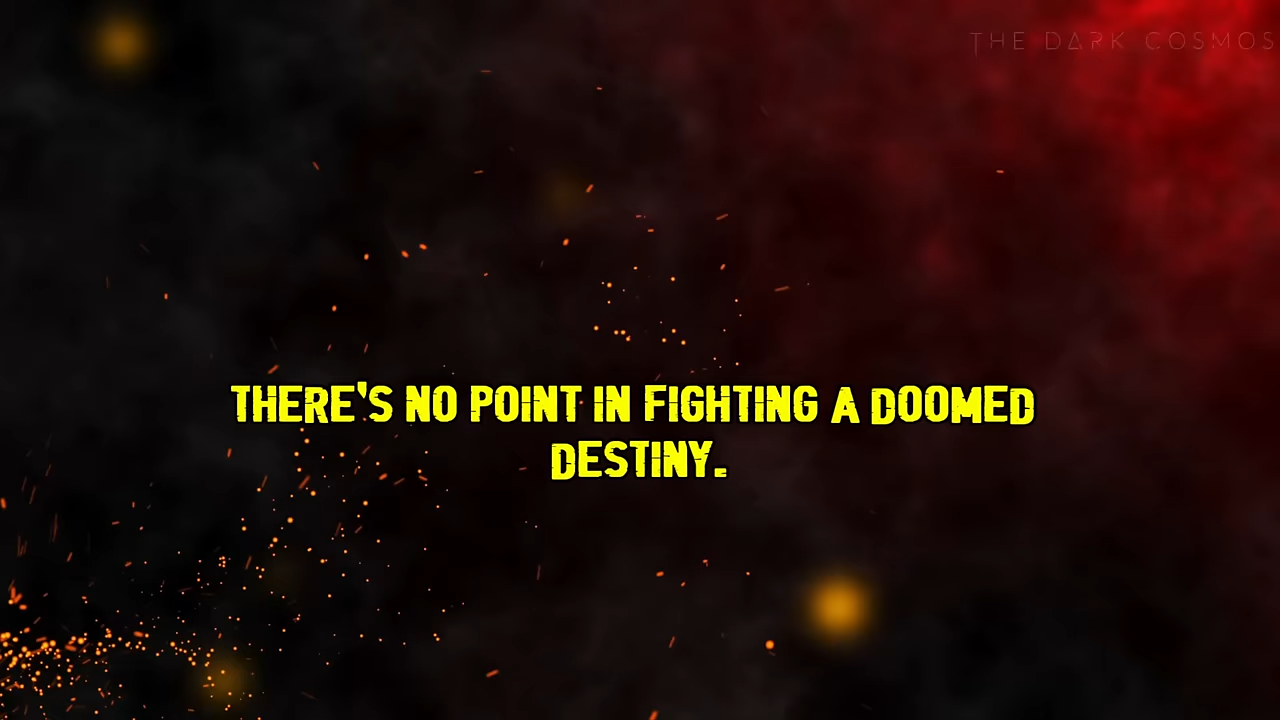 THE DARK COSMOS
THERE'S NO POINT IN FIGHTING A DOOMED
DESTINY.